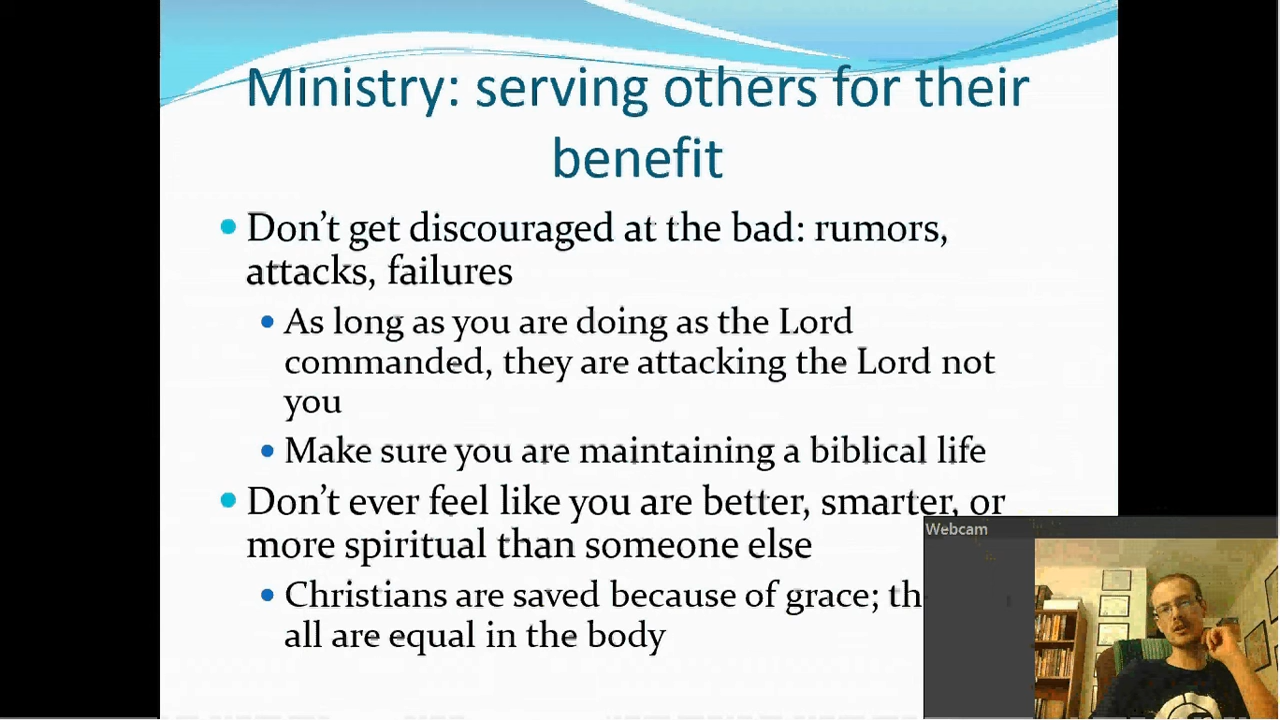 Ministry: serving others for their
benefit
Don't get discouraged at the bad: rumors,
attacks, failures
As long as you are doing as the Lord
commanded, they are attacking the Lord not
you
Make sure you are maintaining a biblical life
Don't ever feel like you are better, smarter, or
more spiritual than someone else
Webcam
Christians are saved because of grace;
all are equal in the body